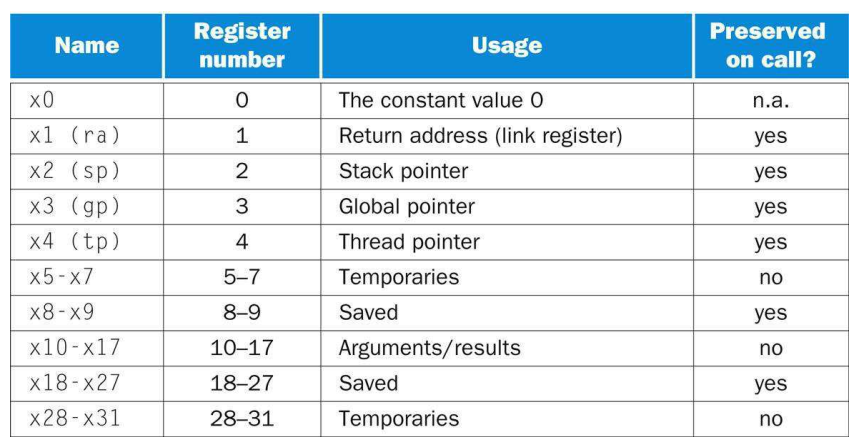 Name Register number Usage Preserved on call?
x0 0 The constant value 0 n.a.
x1 (ra) 1 Return address (link register) yes
x2 (sp) 2 Stack pointer yes
x3 (gp) 3 Global pointer yes
x4 (tp) 4 Thread pointer yes
x5-x7 5–7 Temporaries no
x8-x9 8–9 Saved yes
x10-x17 10–17 Arguments/results no
x18-x27 18–27 Saved yes
x28-x31 28–31 Temporaries no